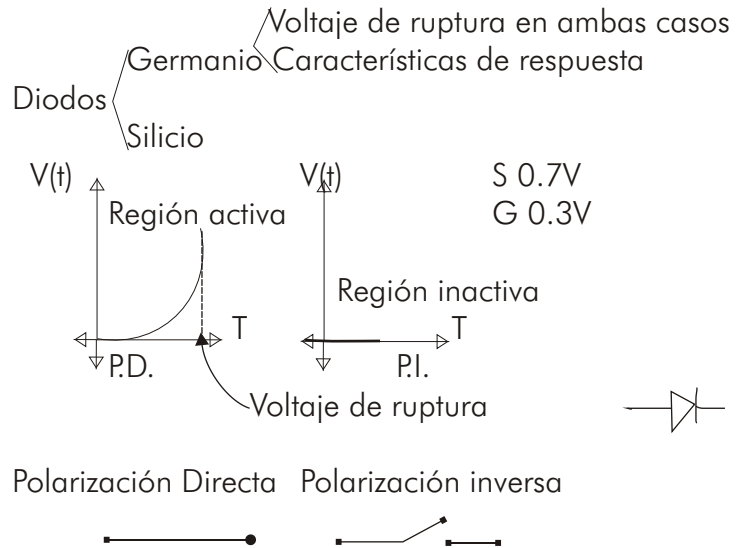 Voltaje de ruptura en ambas casos
Germanio Características de respuesta
Diodos
Silicio
V(t) V(t) S 0.7V
G 0.3V
Región activa
Región inactiva
T T
P.D. P.I.
Voltaje de ruptura
Polarización Directa Polarización inversa